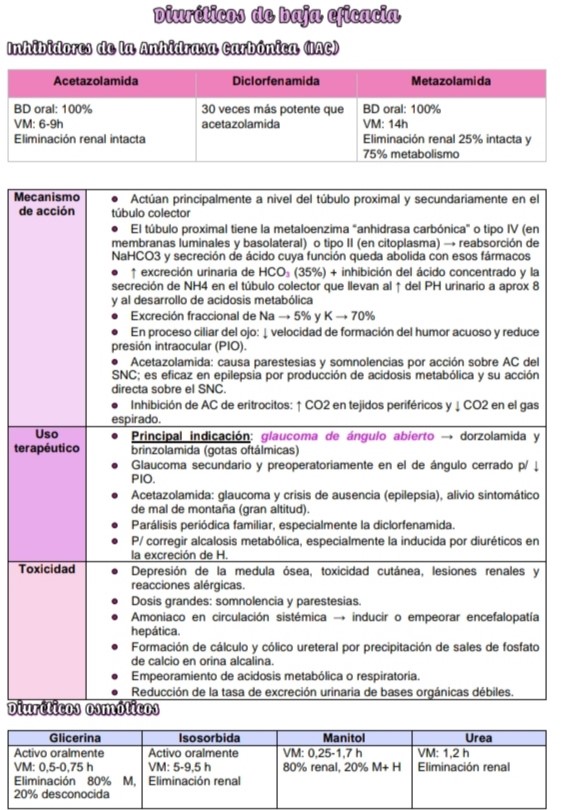 Diuréticos de baja eficacia
Inhibidores de la Anhidrasa Carbónica (IAC)
Acetazolamida Diclorfenamida Metazolamida
BD oral: 100%
VM: 6-9h
Eliminación renal intacta
30 veces más potente que
acetazolamida
BD oral: 100%
VM: 14h
Eliminación renal 25% intacta y
75% metabolismo
Mecanismo
de acción
• Actúan principalmente a nivel del túbulo proximal y secundariamente en el
túbulo colector
• El túbulo proximal tiene la metaloenzima "anhidrasa carbónica" o tipo IV (en
membranas luminales y basolateral) o tipo II (en citoplasma) → reabsorción de
NaHCO3 y secreción de ácido cuya función queda abolida con esos fármacos
• ↑ excreción urinaria de HCO₃ (35%) + inhibición del ácido concentrado y la
secreción de NH4 en el túbulo colector que llevan al ↑ del PH urinario a aprox 8
y al desarrollo de acidosis metabólica
• Excreción fraccional de Na → 5% y K → 70%
• En proceso ciliar del ojo: ↓ velocidad de formación del humor acuoso y reduce
presión intraocular (PIO).
• Acetazolamida: causa parestesias y somnolencias por acción sobre AC del
SNC; es eficaz en epilepsia por producción de acidosis metabólica y su acción
directa sobre el SNC.
• Inhibición de AC de eritrocitos: ↑ CO2 en tejidos periféricos y ↓ CO2 en el gas
espirado.
Uso
terapéutico
• Principal indicación: glaucoma de ángulo abierto → dorzolamida y
brinzolamida (gotas oftálmicas)
• Glaucoma secundario y preoperatoriamente en el de ángulo cerrado p/ ↓
PIO.
• Acetazolamida: glaucoma y crisis de ausencia (epilepsia), alivio sintomático
de mal de montaña (gran altitud).
• Parálisis periódica familiar, especialmente la diclorfenamida.
• P/ corregir alcalosis metabólica, especialmente la inducida por diuréticos en
la excreción de H.
Toxicidad
• Depresión de la medula ósea, toxicidad cutánea, lesiones renales y
reacciones alérgicas.
• Dosis grandes: somnolencia y parestesias.
• Amoniaco en circulación sistémica → inducir o empeorar encefalopatía
hepática.
• Formación de cálculo y cólico ureteral por precipitación de sales de fosfato
de calcio en orina alcalina.
• Empeoramiento de acidosis metabólica o respiratoria.
• Reducción de la tasa de excreción urinaria de bases orgánicas débiles.
Diuréticos osmóticos
Glicerina Isosorbida Manitol Urea
Activo oralmente
VM: 0,5-0,75 h
Eliminación 80% M,
20% desconocida
Activo oralmente
VM: 5-9,5 h
Eliminación renal
VM: 0,25-1,7 h
80% renal, 20% M+ H
VM: 1,2 h
Eliminación renal